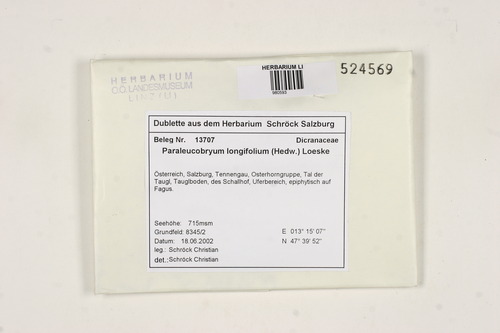 HERBARIUM
O.Ö. LANDESMUSEUM
LINZ (LI)
HERBARIUM LI
980595
524569
Dublette aus dem Herbarium Schröck Salzburg
Beleg Nr. 13707 Dicranaceae
Paraleucobryum longifolium (Hedw.) Loeske
Österreich, Salzburg, Tennengau, Osterhorngruppe, Tal der
Taugl, Tauglboden, des Schallhof, Uferbereich, epiphytisch auf
Fagus.
Seehöhe: 715msm
Grundfeld: 8345/2 E 013° 15' 07"
Datum: 18.06.2002 N 47° 39' 52"
leg.: Schröck Christian
det.: Schröck Christian